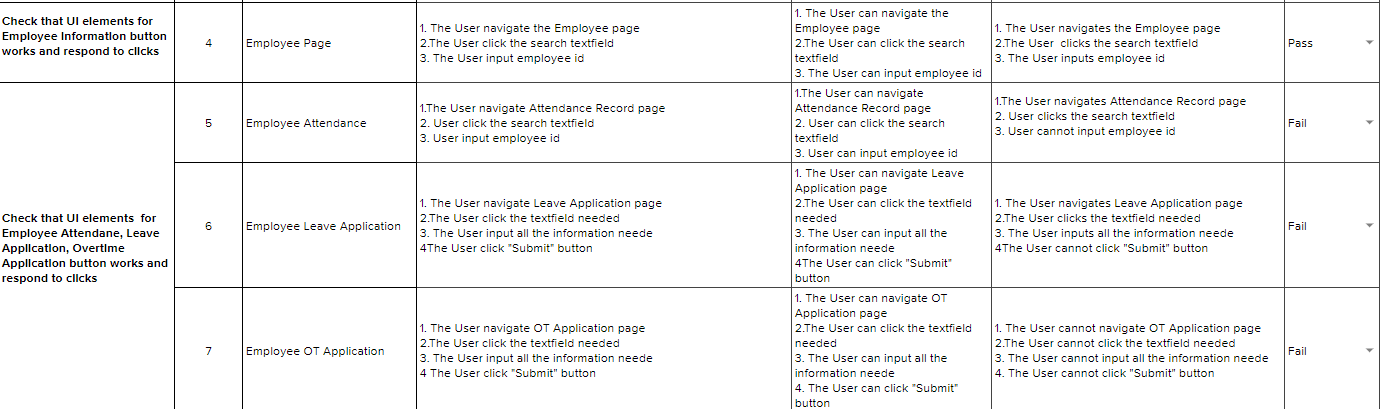 Check that UI elements for
Employee Information button
works and respond to clicks
4
Employee Page
1. The User navigate the Employee page
2.The User click the search textfield
3. The User input employee id
1. The User can navigate the
Employee page
2.The User can click the search
textfield
3. The User can input employee id
1. The User navigates the Employee page
2.The User clicks the search textfield
3. The User inputs employee id
Pass
Check that UI elements for
Employee Attendane, Leave
Application, Overtime
Application button works and
respond to clicks
5
Employee Attendance
1.The User navigate Attendance Record page
2. User click the search textfield
3. User input employee id
1.The User can navigate
Attendance Record page
2. User can click the search
textfield
3. User can input employee id
1.The User navigates Attendance Record page
2. User clicks the search textfield
3. User cannot input employee id
Fail
6
Employee Leave Application
1. The User navigate Leave Application page
2.The User click the textfield needed
3. The User input all the information neede
4The User click "Submit" button
1. The User can navigate Leave
Application page
2.The User can click the textfield
needed
3. The User can input all the
information neede
4The User can click "Submit"
button
1. The User navigates Leave Application page
2.The User clicks the textfield needed
3. The User inputs all the information neede
4The User cannot click "Submit" button
Fail
7
Employee OT Application
1. The User navigate OT Application page
2.The User click the textfield needed
3. The User input all the information neede
4 The User click "Submit" button
1. The User can navigate OT
Application page
2.The User can click the textfield
needed
3. The User can input all the
information neede
4. The User can click "Submit"
button
1. The User cannot navigate OT Application page
2.The User cannot click the textfield needed
3. The User cannot input all the information neede
4. The User cannot click "Submit" button
Fail